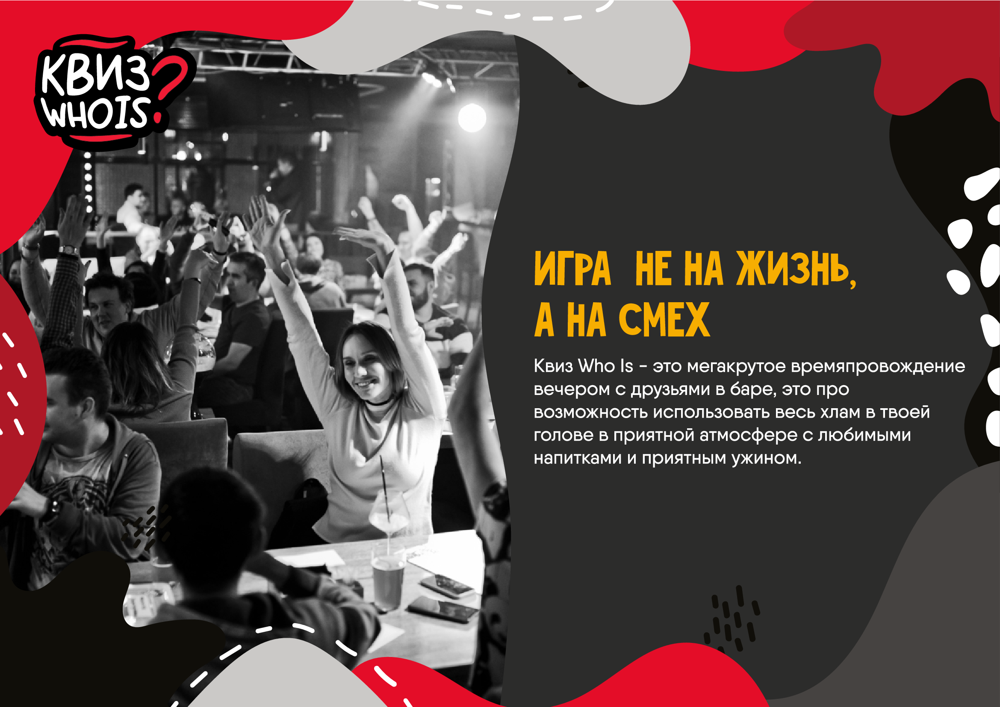 КВИЗ
WHOIS?
ИГРА НЕ НА ЖИЗНЬ,
А НА СМЕХ
Квиз Who Is - это мегакрутое времяпровождение
вечером с друзьями в баре, это про
возможность использовать весь хлам в твоей
голове в приятной атмосфере с любимыми
напитками и приятным ужином.